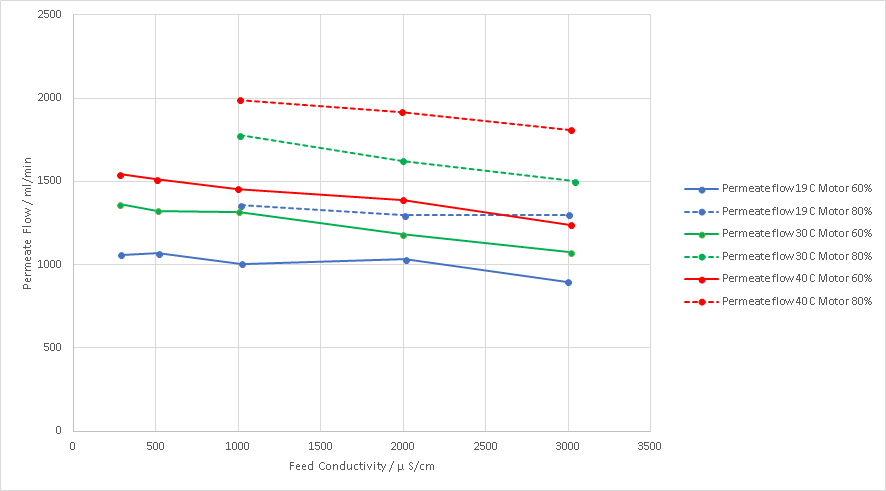 2500
2000
1500
1000
500
0
Permeate Flow / ml/min
0 500 1000 1500 2000 2500 3000 3500
Feed Conductivity / µ S/cm
Permeate flow 19 C Motor 60%
Permeate flow 19 C Motor 80%
Permeate flow 30 C Motor 60%
Permeate flow 30 C Motor 80%
Permeate flow 40 C Motor 60%
Permeate flow 40 C Motor 80%